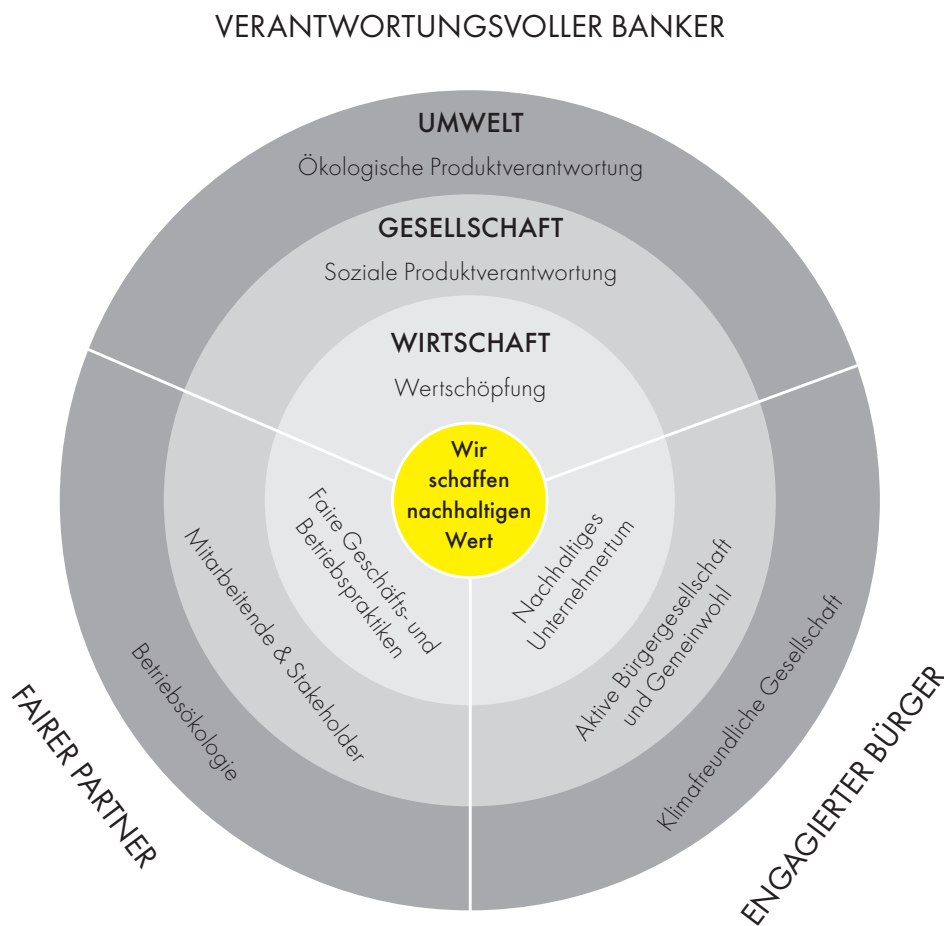 VERANTWORTUNGSVOLLER BANKER
UMWELT
Ökologische Produktverantwortung
GESELLSCHAFT
Soziale Produktverantwortung
WIRTSCHAFT
Wertschöpfung
Wir
schaffen
nachhaltigen
Wert
Faire Geschäfts- und
Betriebspraktiken
Mitarbeitende & Stakeholder
Betriebsökologie
FAIRER PARTNER
Nachhaltiges
Unternehmertum
Aktive Bürgergesellschaft
und Gemeinwohl
Klimafreundliche Gesellschaft
ENGAGIERTER BÜRGER